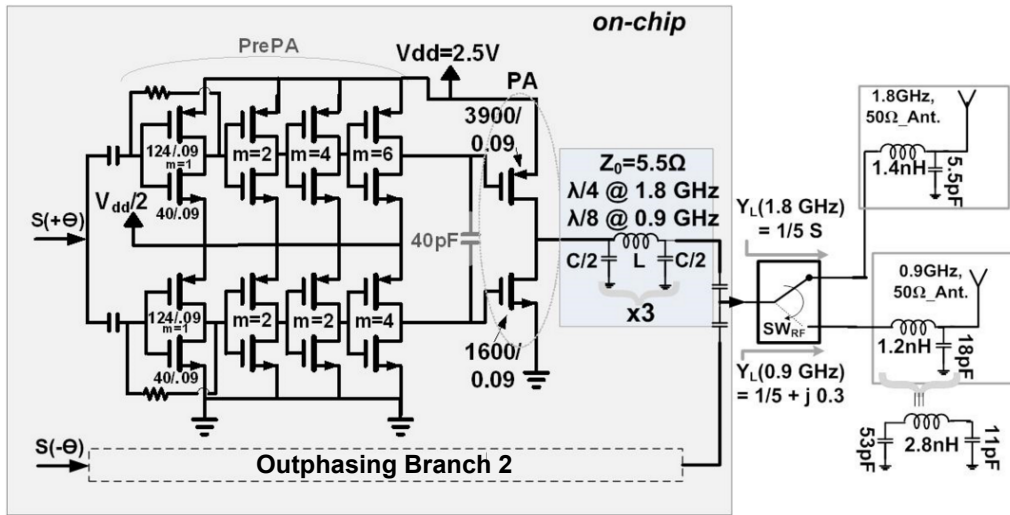 on-chip
PrePA
Vdd=2.5V
PA
3900/
0.09
124/.09
m=1
m=2
m=4
m=6
40/.09
Vdd/2
S(+Θ)
40pF
Z0=5.5Ω
λ/4 @ 1.8 GHz
λ/8 @ 0.9 GHz
C/2
L
C/2
x3
124/.09
m=1
m=2
m=2
m=4
40/.09
1600/
0.09
S(-Θ)
Outphasing Branch 2
YL(1.8 GHz)
= 1/5 S
SWRF
YL(0.9 GHz)
= 1/5 + j 0.3
1.8GHz,
50Ω_Ant.
1.4nH
5.5pF
0.9GHz,
50Ω_Ant.
1.2nH
18pF
53pF
2.8nH
11pF